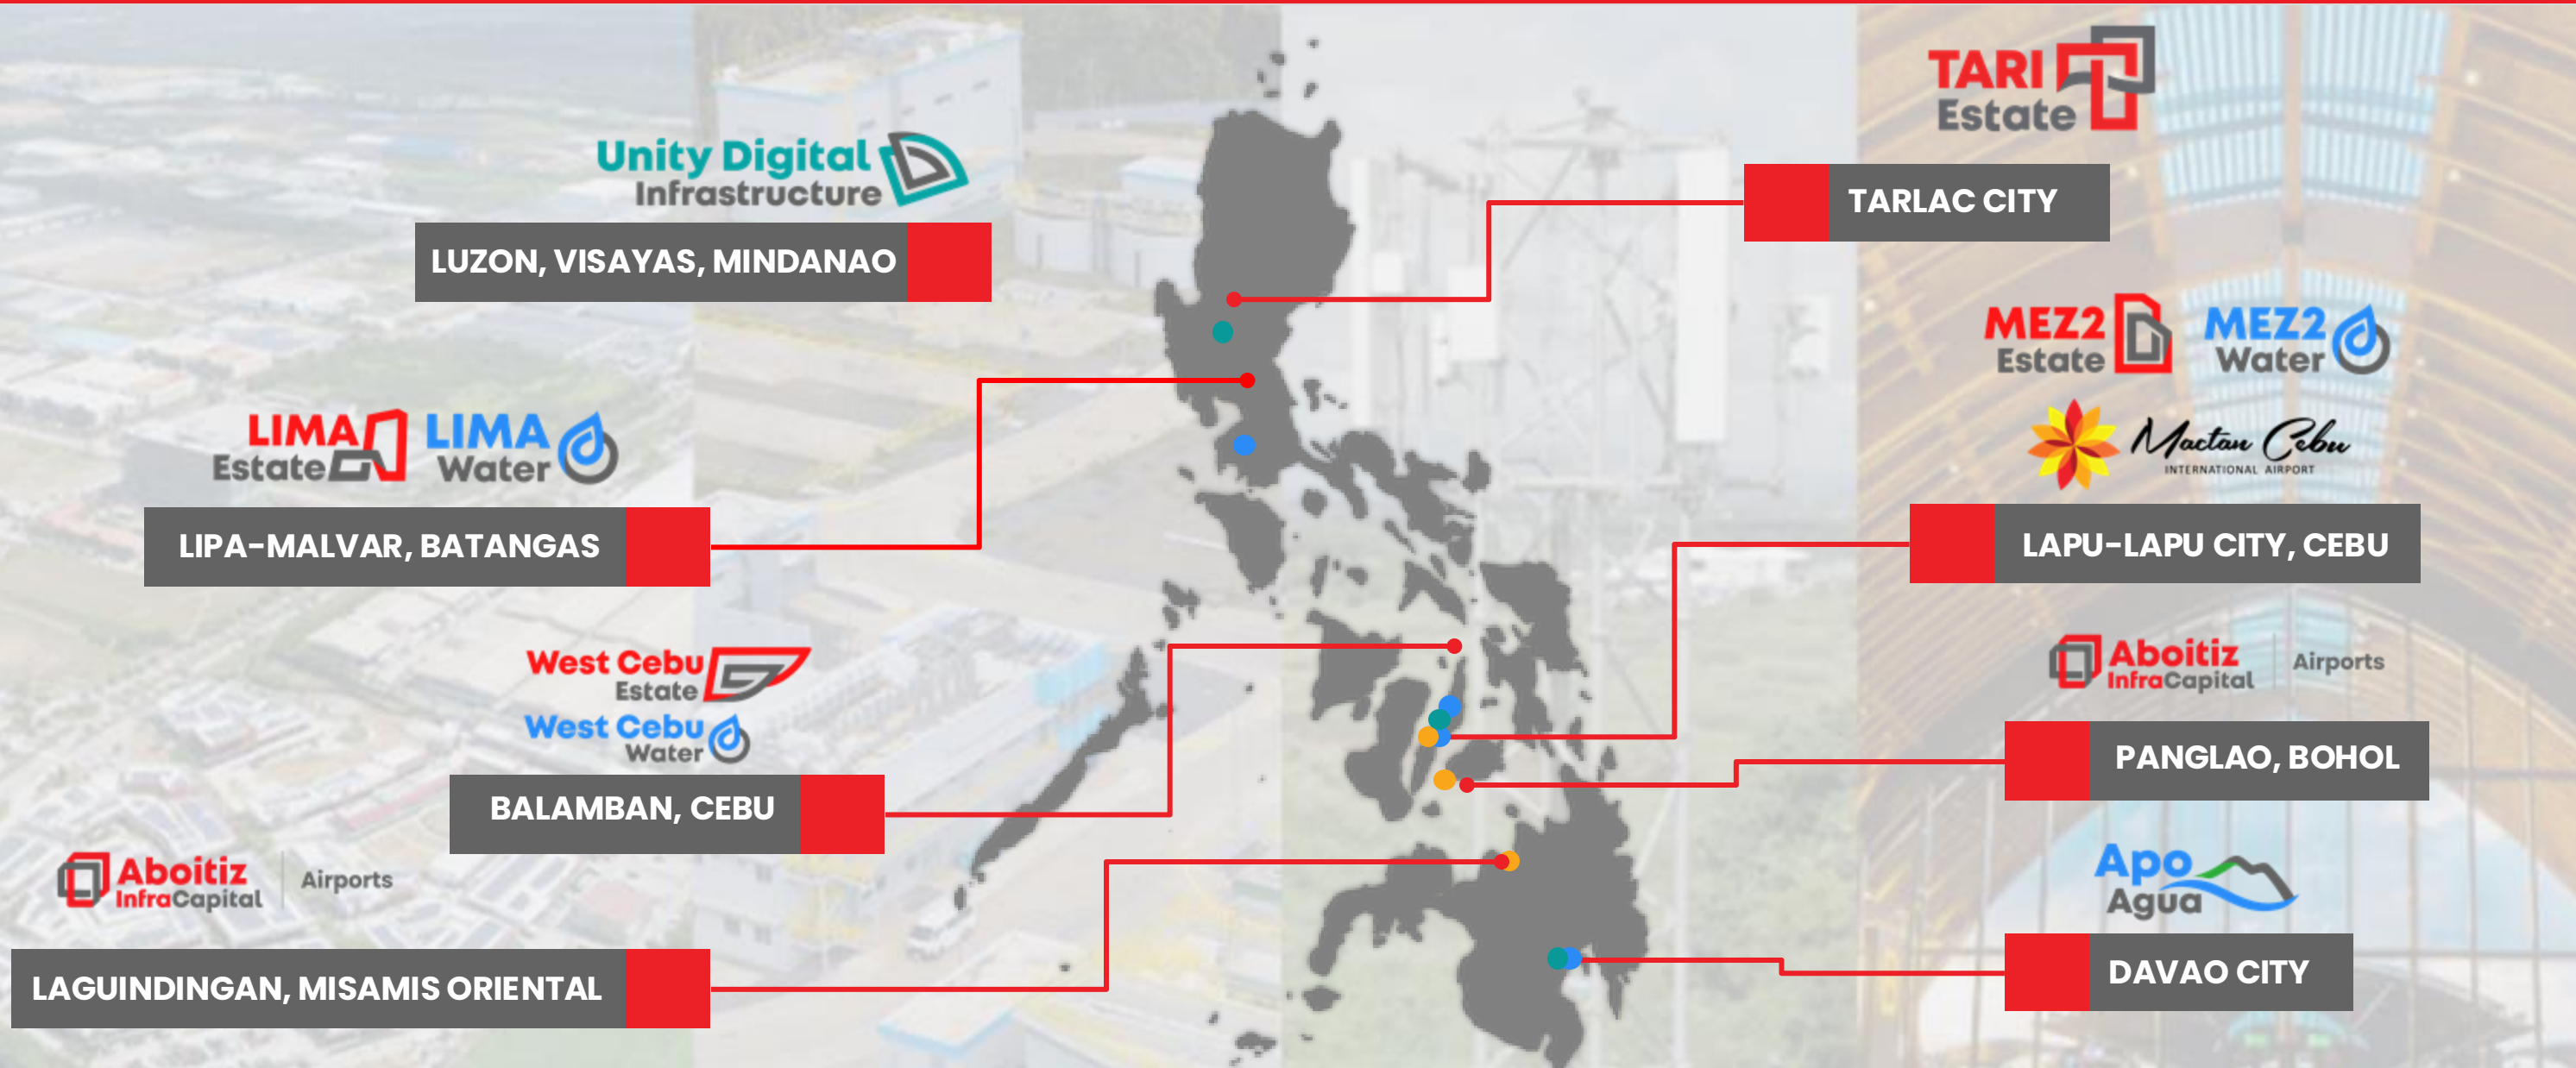 Unity Digital
Infrastructure
LUZON, VISAYAS, MINDANAO
LIMA
Estate
LIMA
Water
LIPA-MALVAR, BATANGAS
West Cebu
Estate
West Cebu
Water
BALAMBAN, CEBU
Aboitiz
InfraCapital
Airports
LAGUINDINGAN, MISAMIS ORIENTAL
TARI
Estate
TARLAC CITY
MEZ2
Estate
MEZ2
Water
Mactan Cebu
INTERNATIONAL AIRPORT
LAPU-LAPU CITY, CEBU
Aboitiz
InfraCapital
Airports
PANGLAO, BOHOL
Apo
Agua
DAVAO CITY